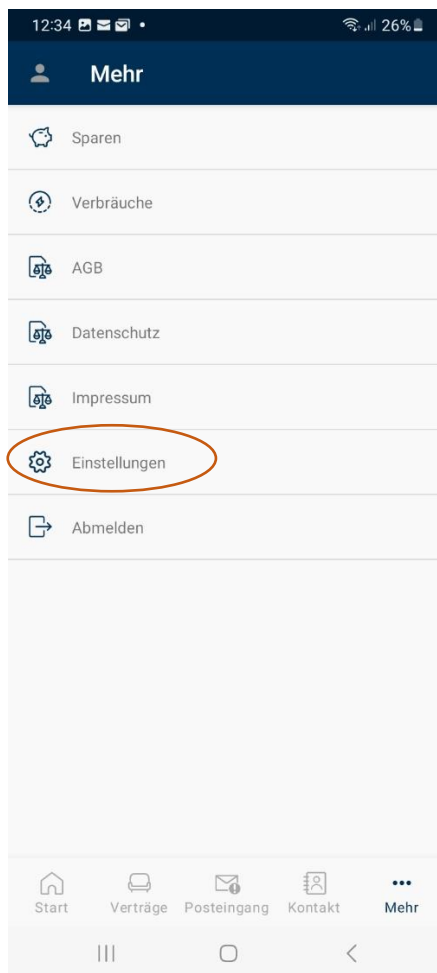 12:34 26%
Mehr
Sparen
Verbräuche
AGB
Datenschutz
Impressum
Einstellungen
Abmelden
Start Verträge Posteingang Kontakt Mehr